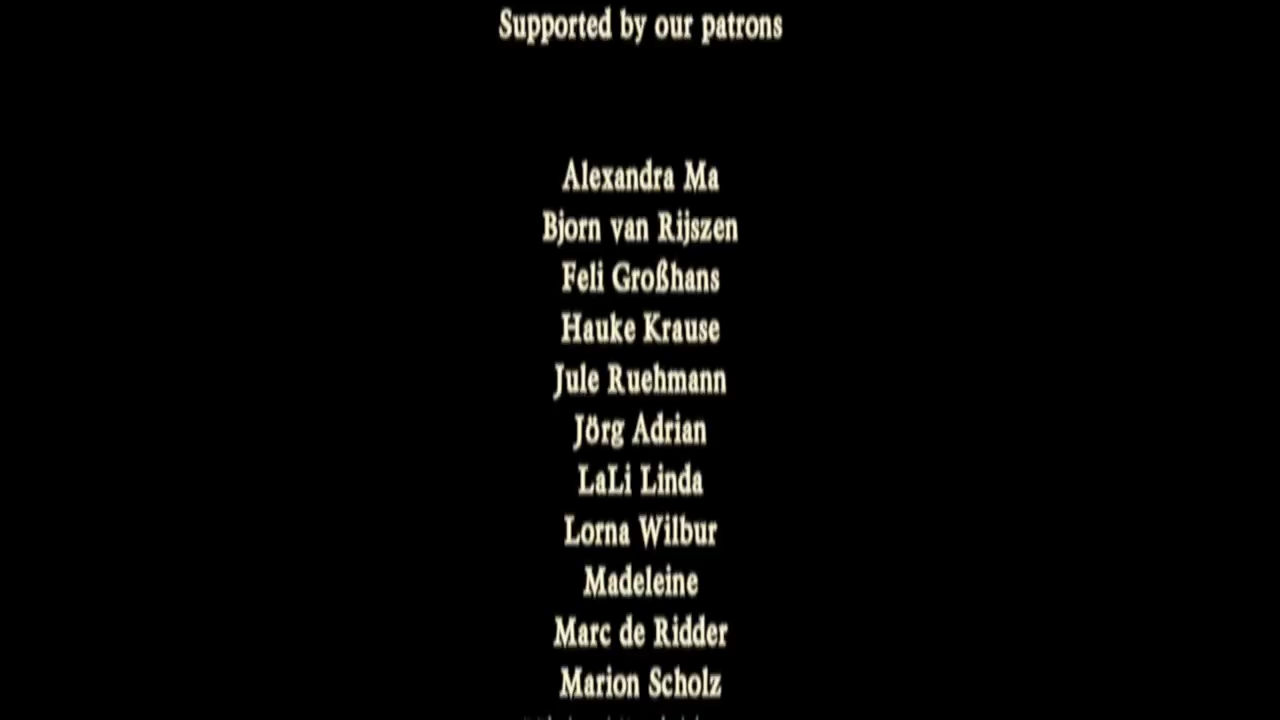 Supported by our patrons
Alexandra Ma
Bjorn van Rijszen
Feli Großhans
Hauke Krause
Jule Ruehmann
Jörg Adrian
LaLi Linda
Lorna Wilbur
Madeleine
Marc de Ridder
Marion Scholz